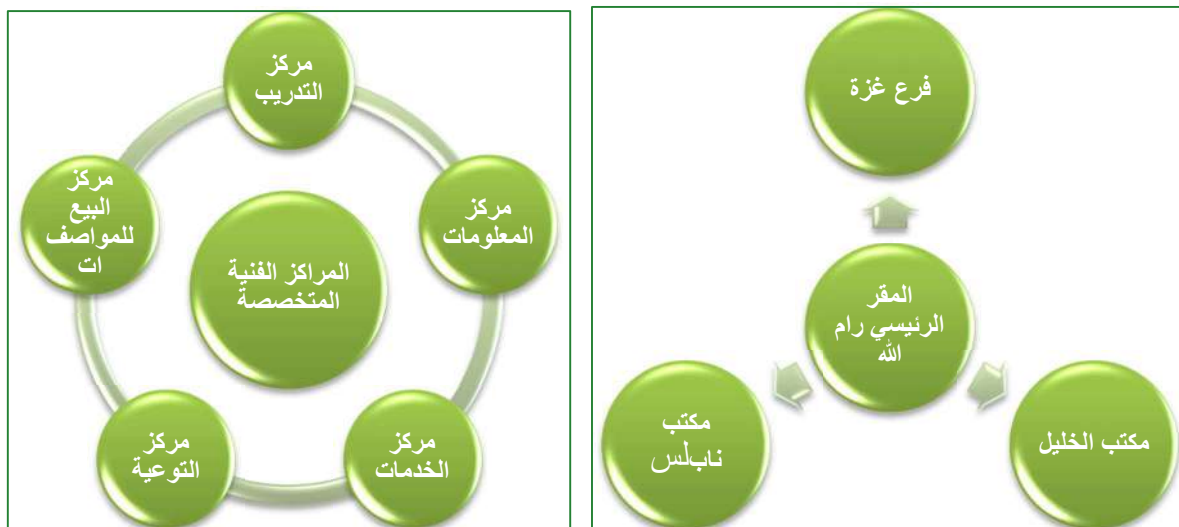 مركز
التدريب
مركز
المعلومات
مركز
الخدمات
مركز
التوعية
مركز
البيع
للمواصف
ات
المراكز الفنية
المتخصصة
فرع غزة
المقر
الرئيسي رام
الله
مكتب الخليل
مكتب
نابلس